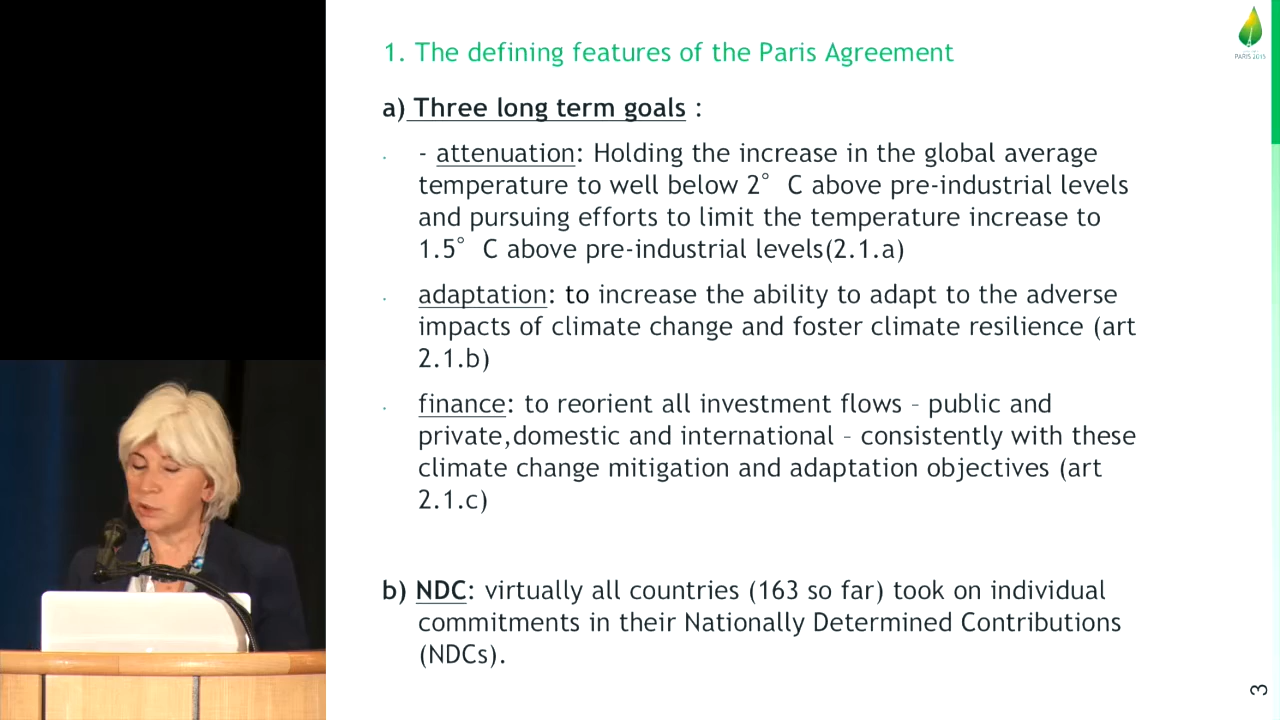 1. The defining features of the Paris Agreement
PARIS 2015
a) Three long term goals :
- attenuation: Holding the increase in the global average
temperature to well below 2° C above pre-industrial levels
and pursuing efforts to limit the temperature increase to
1.5° C above pre-industrial levels(2.1.a)
adaptation: to increase the ability to adapt to the adverse
impacts of climate change and foster climate resilience (art
2.1.b)
finance: to reorient all investment flows – public and
private,domestic and international – consistently with these
climate change mitigation and adaptation objectives (art
2.1.c)
b) NDC: virtually all countries (163 so far) took on individual
commitments in their Nationally Determined Contributions
(NDCs).
3